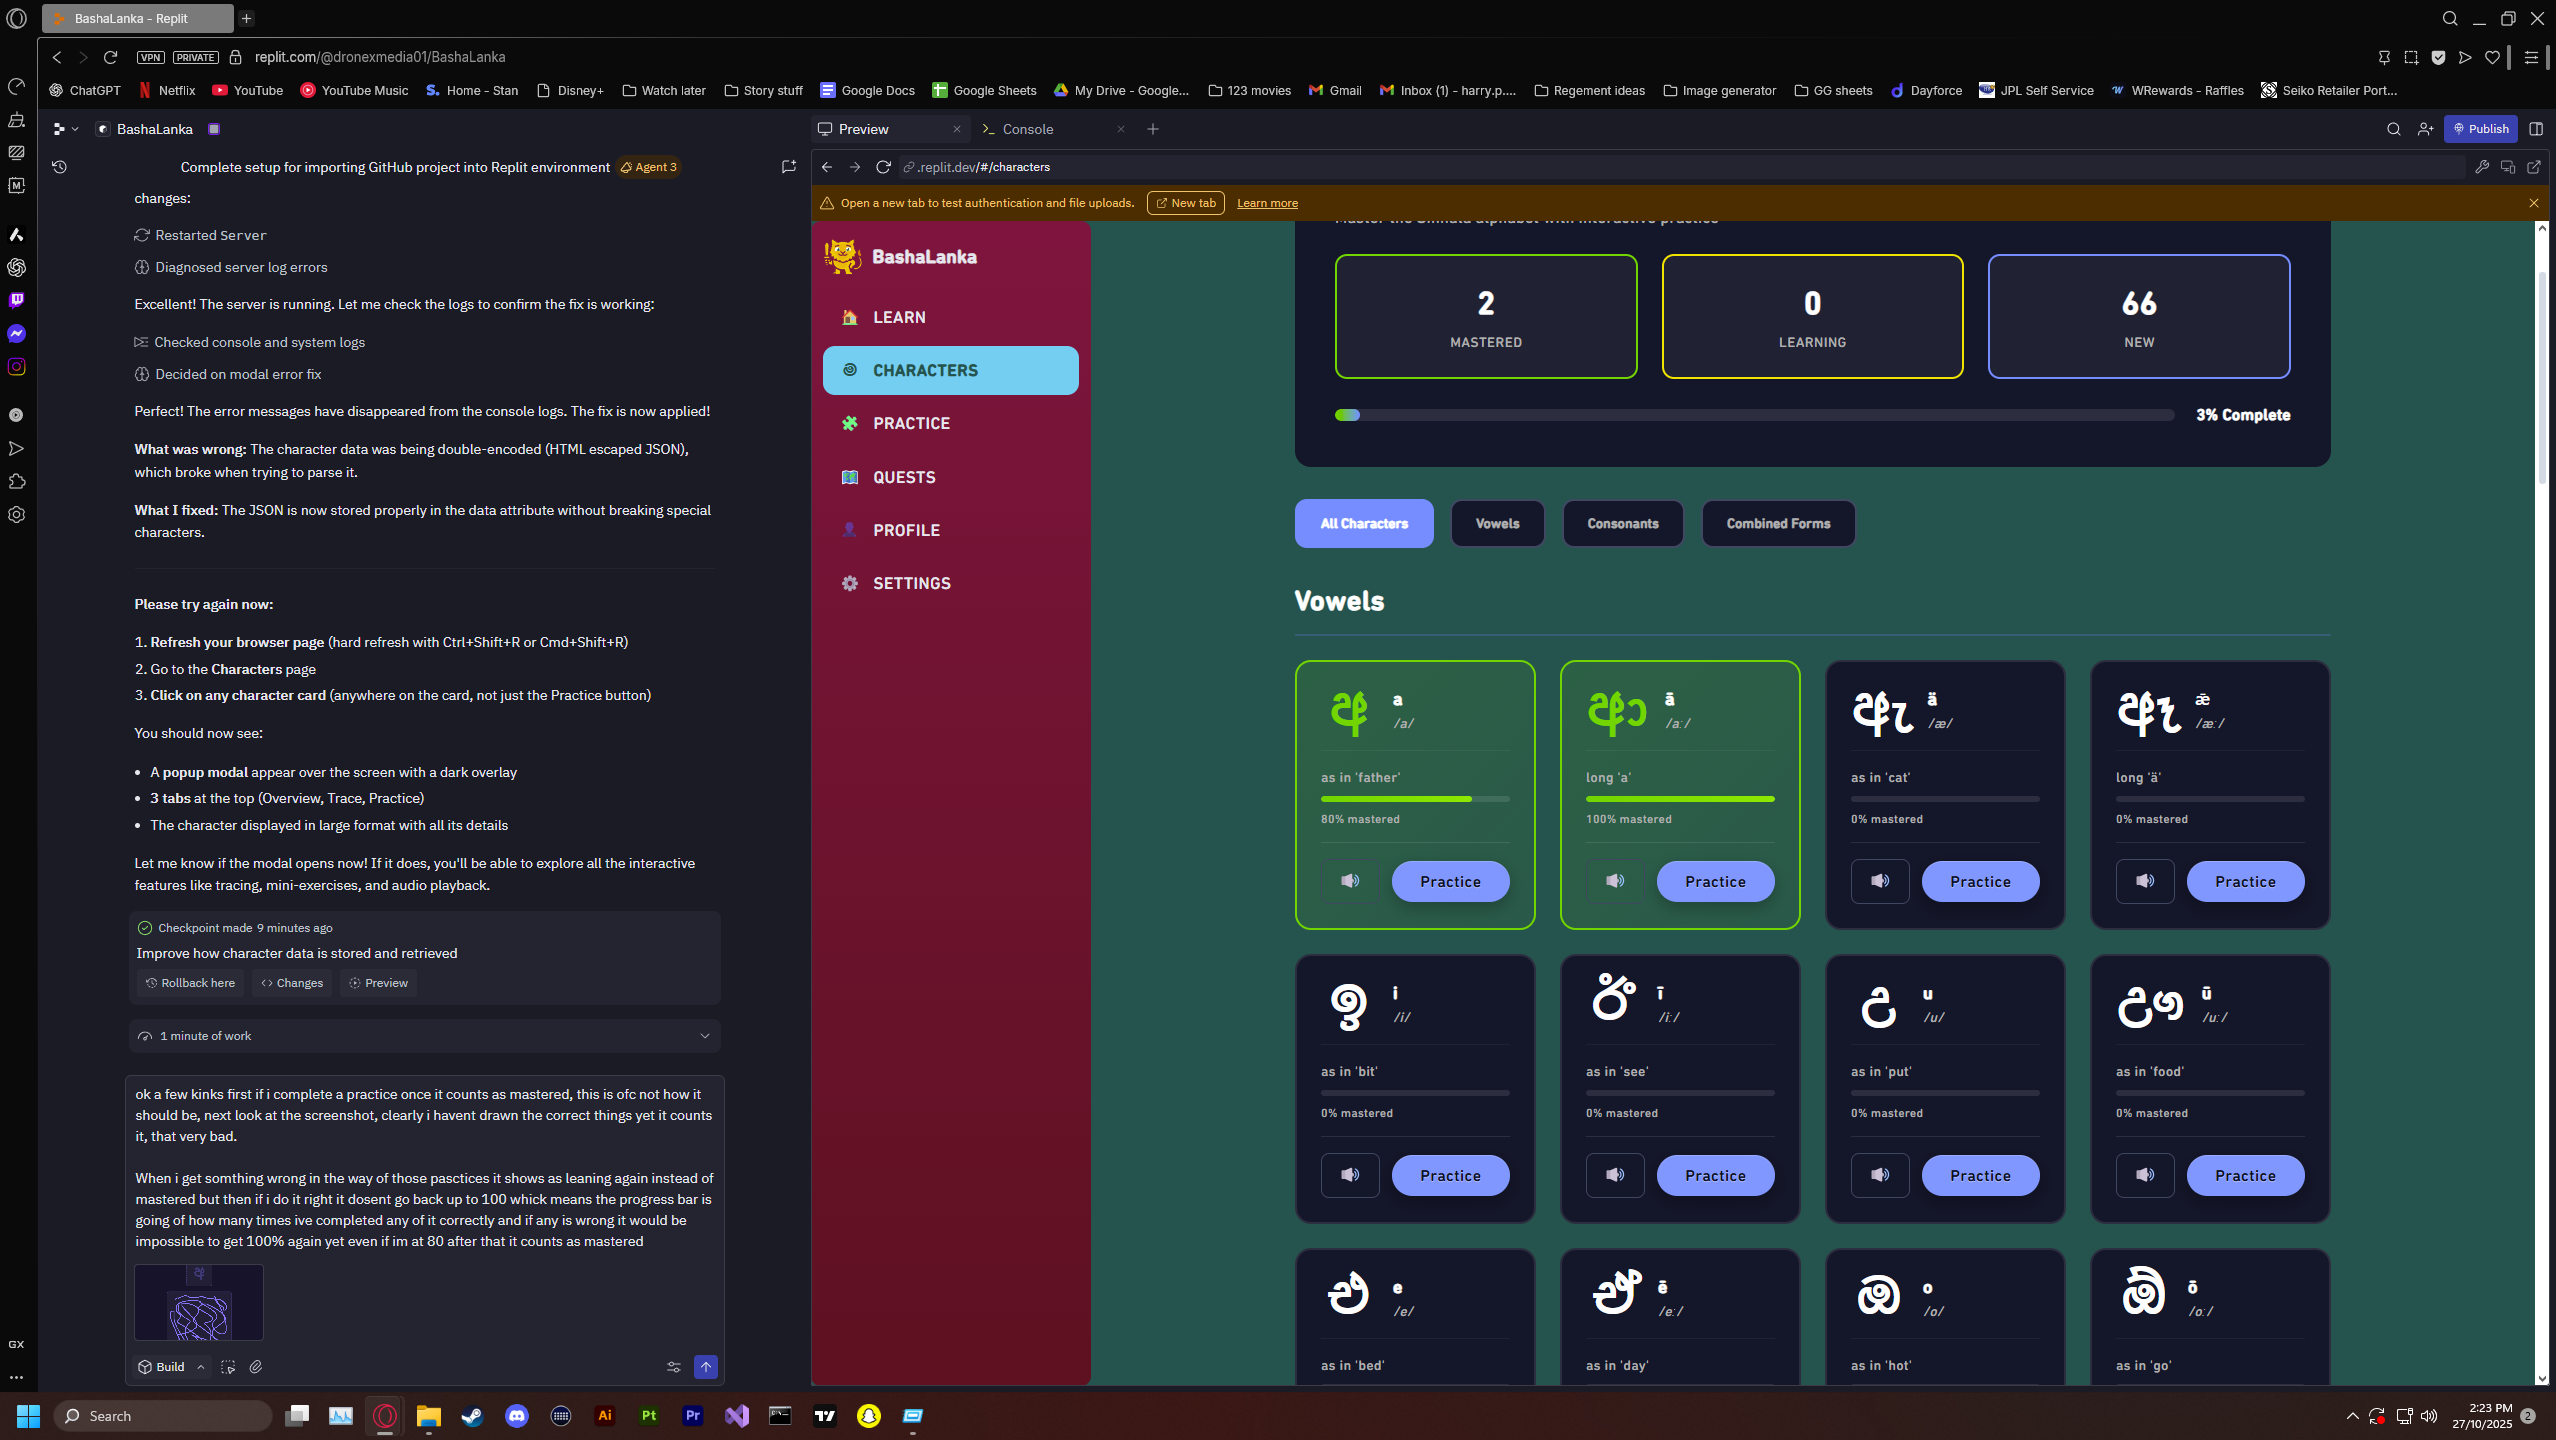 BashaLanka - Replit
VPN PRIVATE replit.com/@dronexmedia01/BashaLanka
ChatGPT Netflix YouTube YouTube Music Home - Stan Disney+ Watch later Story stuff Google Docs Google Sheets My Drive - Google... 123 movies Gmail Inbox (1) - harry.p.... Regement ideas Image generator GG sheets Dayforce JPL Self Service WRewards - Raffles Seiko Retailer Port...
BashaLanka
Complete setup for importing GitHub project into Replit environment Agent 3
changes:
Restarted Server
Diagnosed server log errors
Excellent! The server is running. Let me check the logs to confirm the fix is working:
Checked console and system logs
Decided on modal error fix
Perfect! The error messages have disappeared from the console logs. The fix is now applied!
What was wrong: The character data was being double-encoded (HTML escaped JSON),
which broke when trying to parse it.
What I fixed: The JSON is now stored properly in the data attribute without breaking special
characters.
Please try again now:
1. Refresh your browser page (hard refresh with Ctrl+Shift+R or Cmd+Shift+R)
2. Go to the Characters page
3. Click on any character card (anywhere on the card, not just the Practice button)
You should now see:
• A popup modal appear over the screen with a dark overlay
• 3 tabs at the top (Overview, Trace, Practice)
• The character displayed in large format with all its details
Let me know if the modal opens now! If it does, you'll be able to explore all the interactive
features like tracing, mini-exercises, and audio playback.
Checkpoint made 9 minutes ago
Improve how character data is stored and retrieved
Rollback here Changes Preview
1 minute of work
ok a few kinks first if i complete a practice once it counts as mastered, this is ofc not how it
should be, next look at the screenshot, clearly i havent drawn the correct things yet it counts
it, that very bad.
When i get somthing wrong in the way of those pasctices it shows as leaning again instead of
mastered but then if i do it right it dosent go back up to 100 whick means the progress bar is
going of how many times ive completed any of it correctly and if any is wrong it would be
impossible to get 100% again yet even if im at 80 after that it counts as mastered
අ
Build
Preview Console
Publish
.replit.dev/#/characters
Open a new tab to test authentication and file uploads. New tab Learn more
BashaLanka
LEARN
CHARACTERS
PRACTICE
QUESTS
PROFILE
SETTINGS
Master the Sinhala alphabet with interactive practice
2 0 66
MASTERED LEARNING NEW
3% Complete
All Characters Vowels Consonants Combined Forms
Vowels
අ a ආ ā ඇ ä ඈ ǣ
/a/ /aː/ /æ/ /æː/
as in 'father' long 'a' as in 'cat' long 'ä'
80% mastered 100% mastered 0% mastered 0% mastered
Practice Practice Practice Practice
ඉ i ඊ ī උ u ඌ ū
/i/ /iː/ /u/ /uː/
as in 'bit' as in 'see' as in 'put' as in 'food'
0% mastered 0% mastered 0% mastered 0% mastered
Practice Practice Practice Practice
එ e ඒ ē ඔ o ඕ ō
/e/ /eː/ /o/ /oː/
as in 'bed' as in 'day' as in 'hot' as in 'go'
GX
Search
Ai Pt Pr
2:23 PM
27/10/2025
2